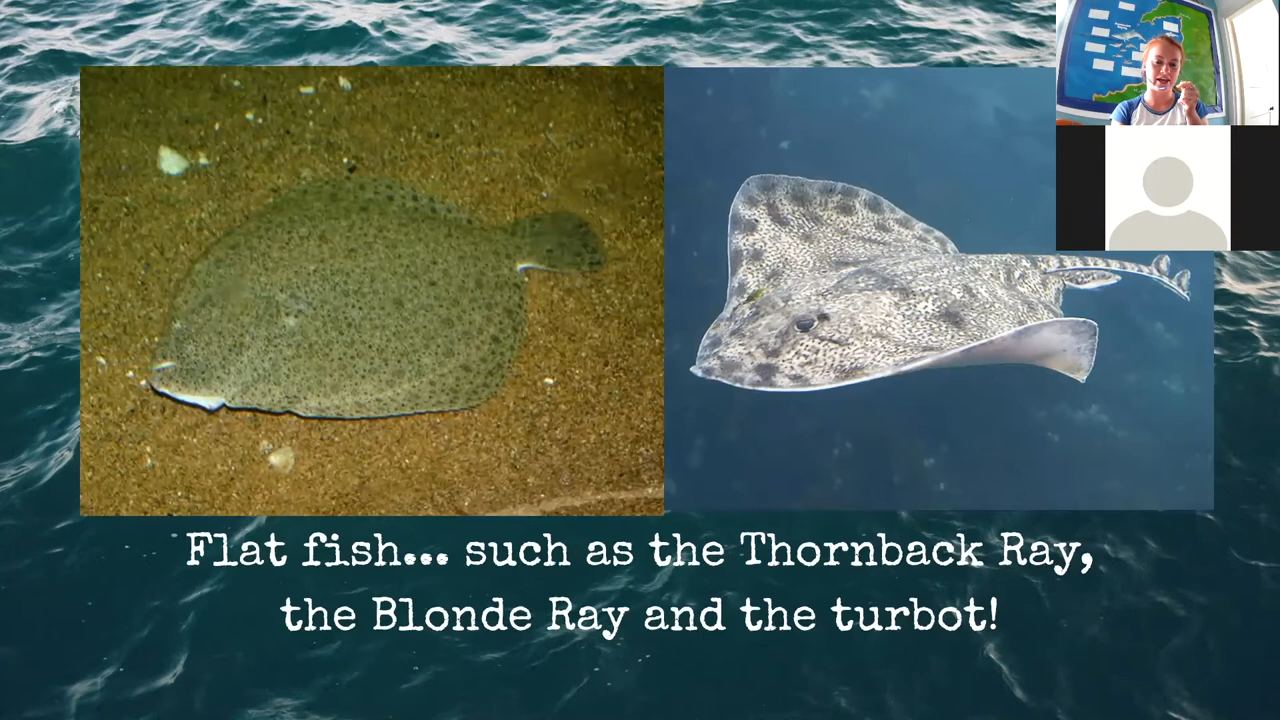 Flat fish... such as the Thornback Ray,
the Blonde Ray and the turbot!